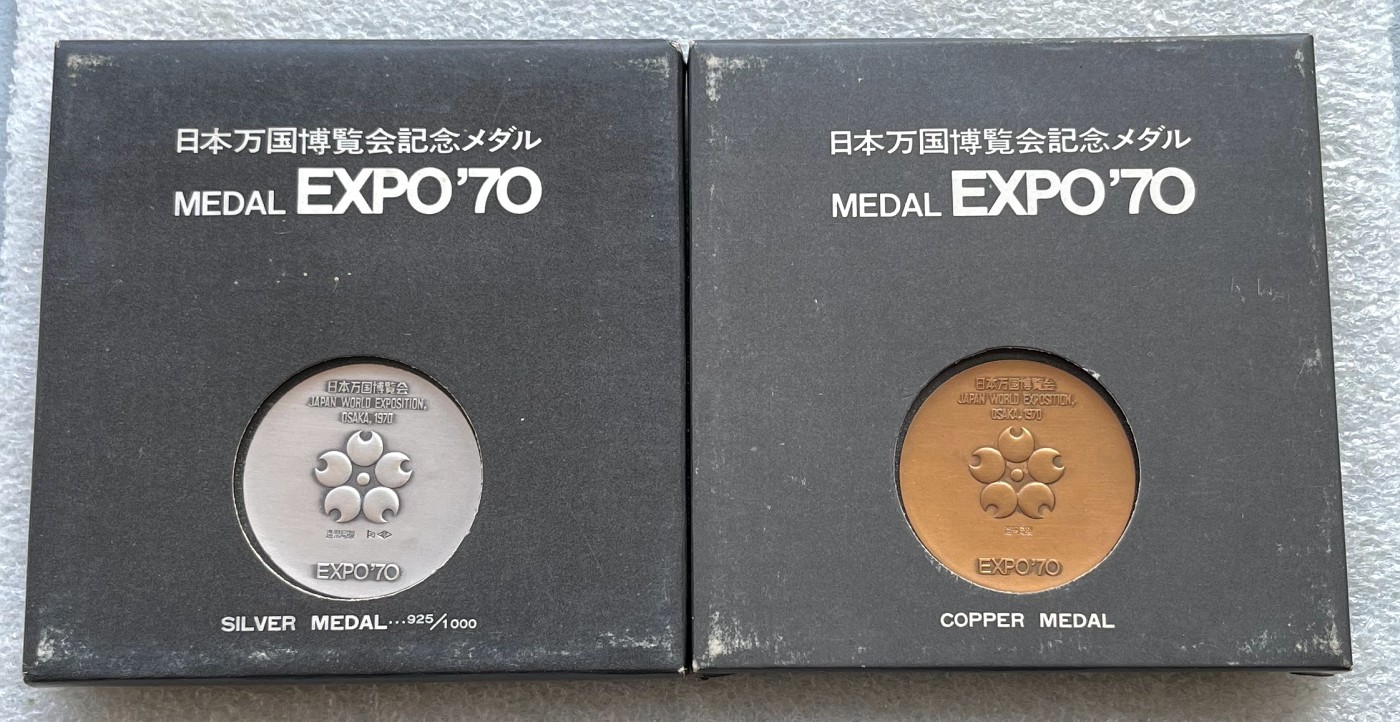 日本万国博覧会記念メダル
MEDAL EXPO'70
日本万国博覧会
JAPAN WORLD EXPOSITION,
OSAKA, 1970
EXPO'70
SILVER MEDAL...925/1000
日本万国博覧会記念メダル
MEDAL EXPO'70
日本万国博覧会
JAPAN WORLD EXPOSITION,
OSAKA, 1970
EXPO'70
COPPER MEDAL